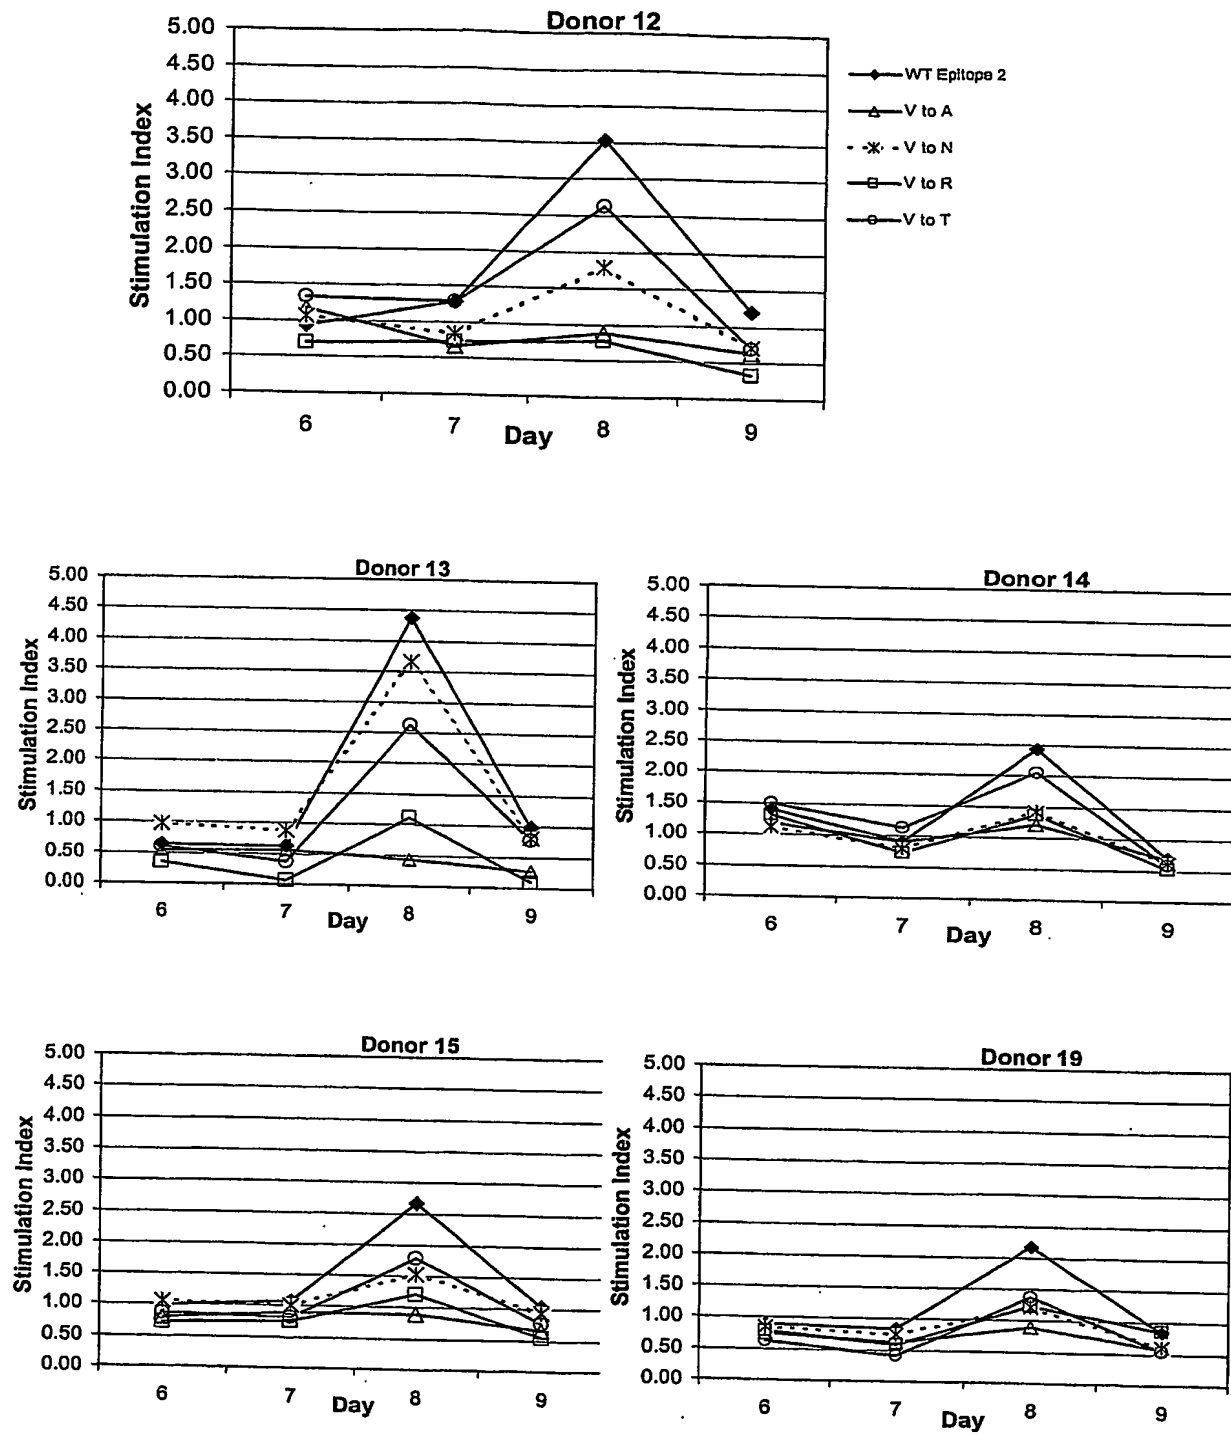 Donor 12
5.00
4.50
4.00
3.50
3.00
2.50
2.00
1.50
1.00
0.50
0.00
Stimulation Index
6 7 8 9
Day
WT Epitope 2
V to A
V to N
V to R
V to T
Donor 13
5.00
4.50
4.00
3.50
3.00
2.50
2.00
1.50
1.00
0.50
0.00
Stimulation Index
6 7 8 9
Day
Donor 14
5.00
4.50
4.00
3.50
3.00
2.50
2.00
1.50
1.00
0.50
0.00
Stimulation Index
6 7 8 9
Day
Donor 15
5.00
4.50
4.00
3.50
3.00
2.50
2.00
1.50
1.00
0.50
0.00
Stimulation Index
6 7 8 9
Day
Donor 19
5.00
4.50
4.00
3.50
3.00
2.50
2.00
1.50
1.00
0.50
0.00
Stimulation Index
6 7 8 9
Day